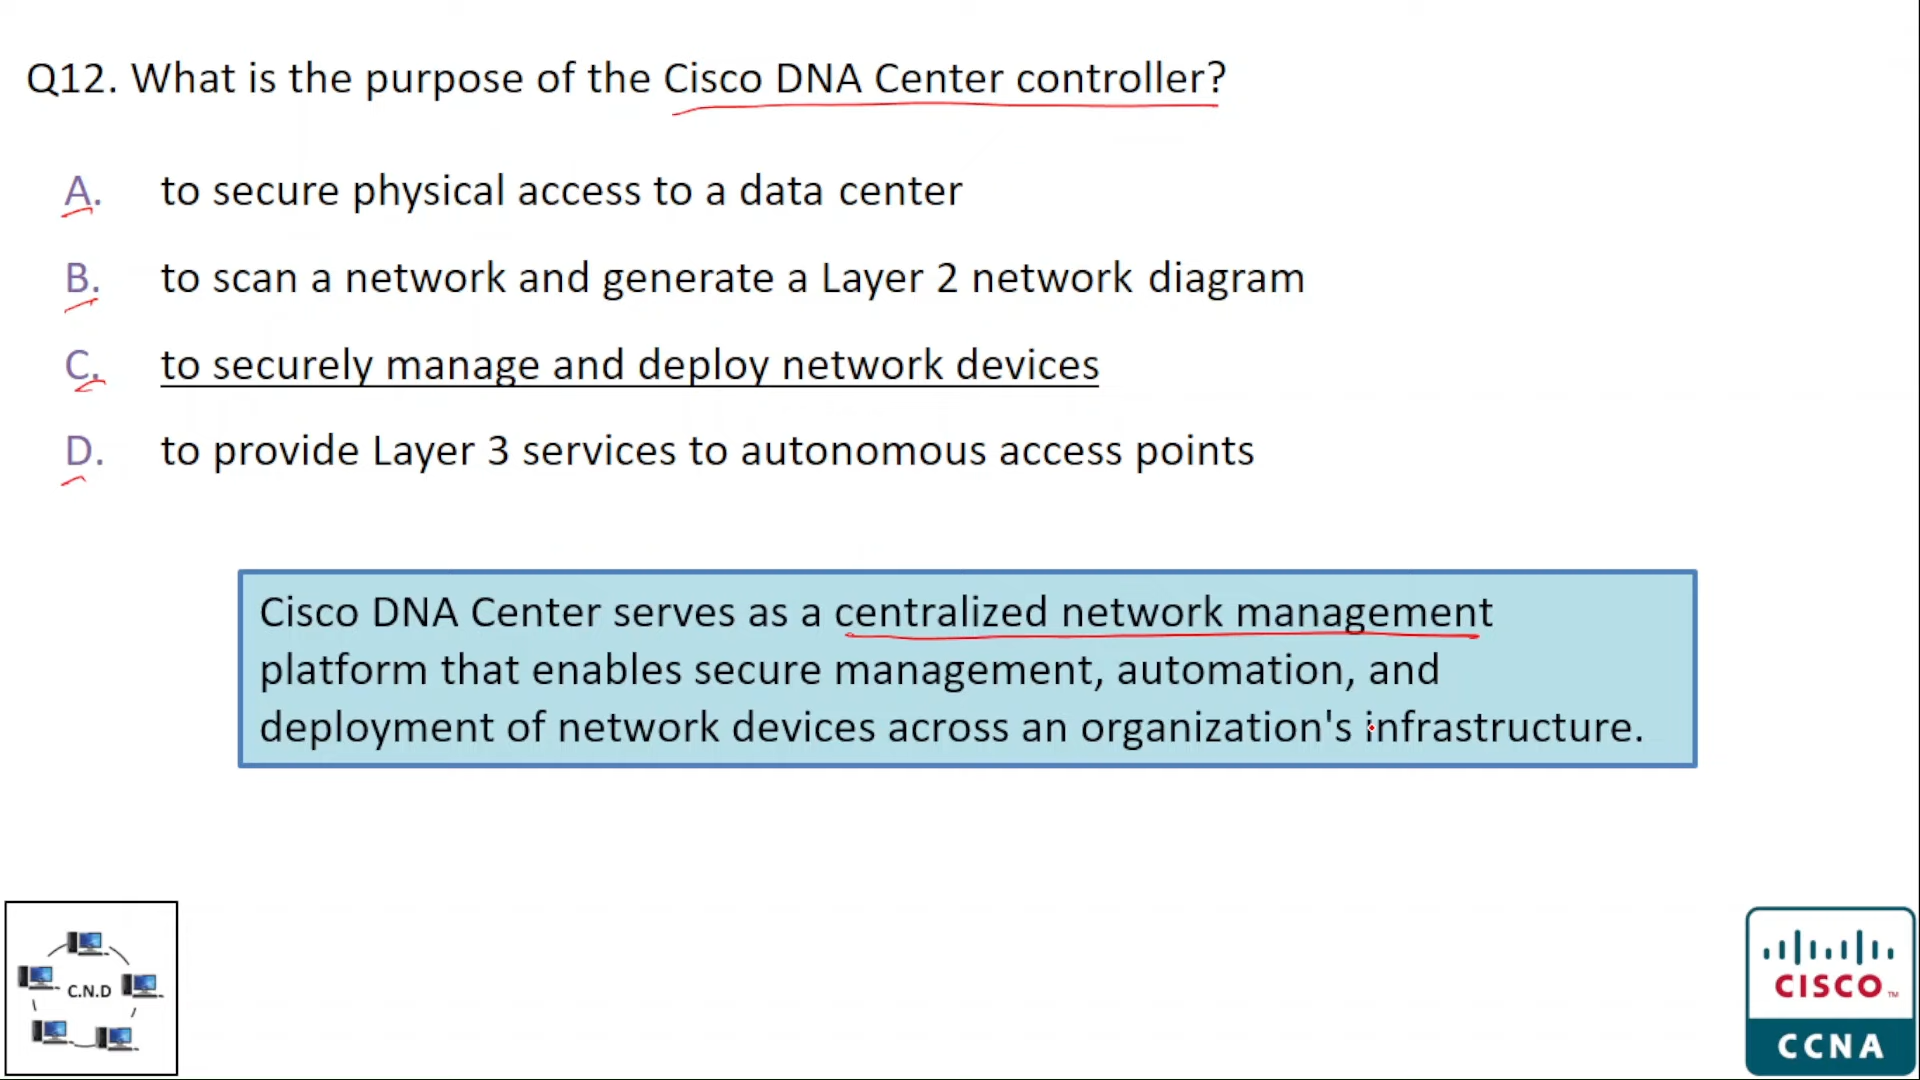 Q12. What is the purpose of the Cisco DNA Center controller?
A. to secure physical access to a data center
B. to scan a network and generate a Layer 2 network diagram
C. to securely manage and deploy network devices
D. to provide Layer 3 services to autonomous access points
Cisco DNA Center serves as a centralized network management
platform that enables secure management, automation, and
deployment of network devices across an organization's infrastructure.
C.N.D
CISCO™
CCNA